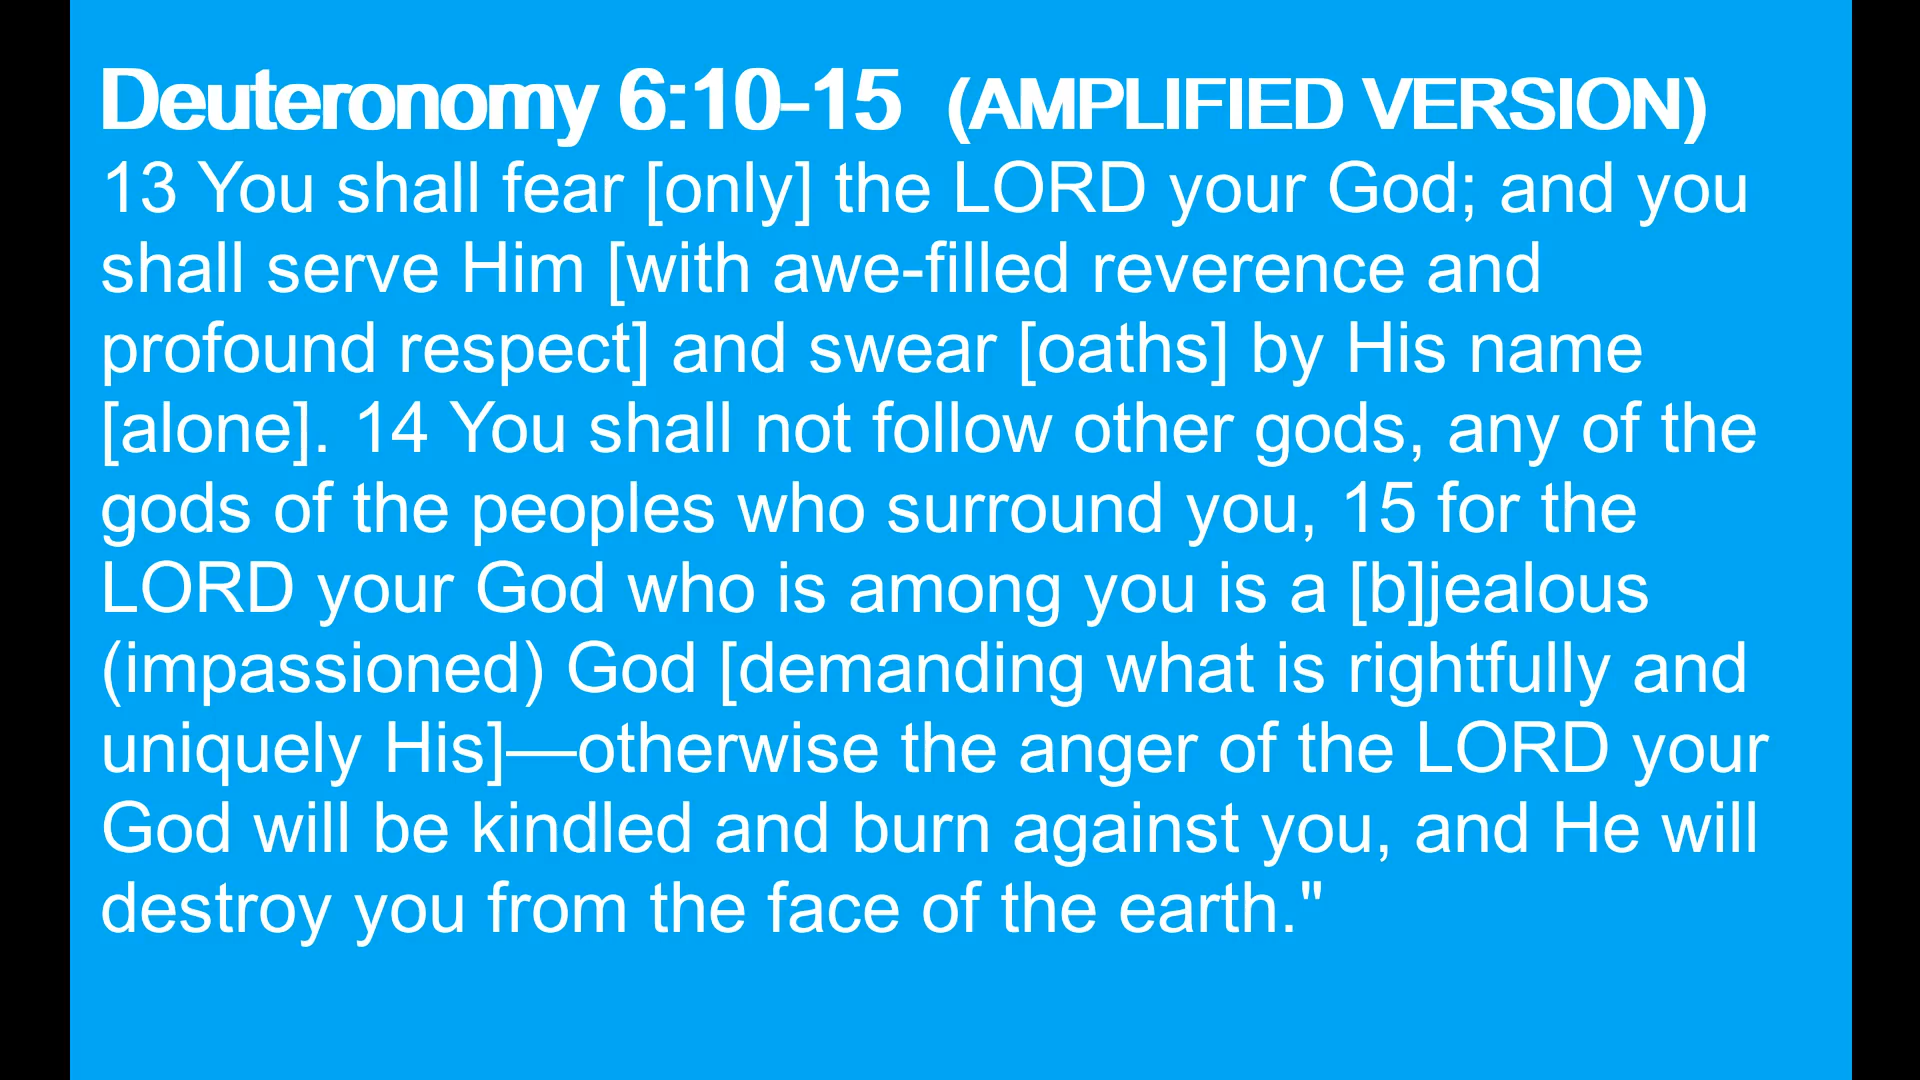 Deuteronomy 6:10-15 (AMPLIFIED VERSION)
13 You shall fear [only] the LORD your God; and you
shall serve Him [with awe-filled reverence and
profound respect] and swear [oaths] by His name
[alone]. 14 You shall not follow other gods, any of the
gods of the peoples who surround you, 15 for the
LORD your God who is among you is a [b]jealous
(impassioned) God [demanding what is rightfully and
uniquely His]—otherwise the anger of the LORD your
God will be kindled and burn against you, and He will
destroy you from the face of the earth."